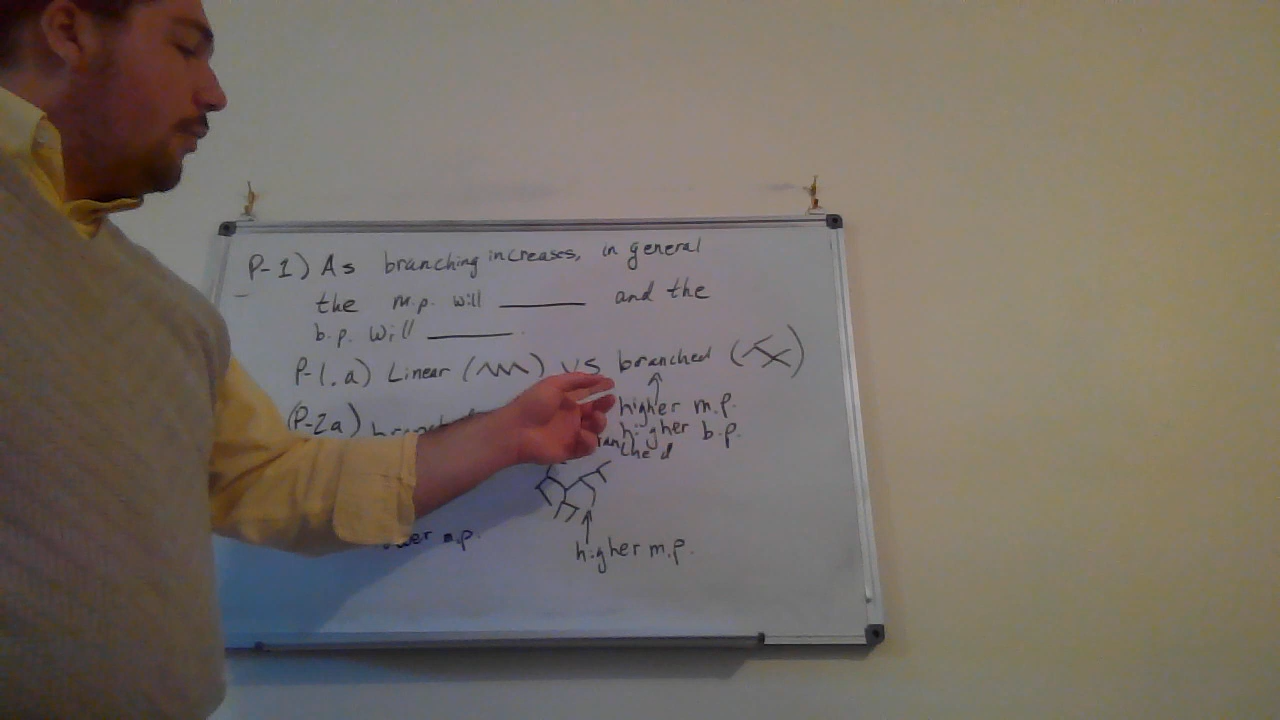 P-1) As branching increases, in general
the m.p. will ______ and the
b.p. will ______.
P-1.a) Linear ( ) vs branched ( )
higher m.p.
higher b.p.
(P-2a)
higher m.p.